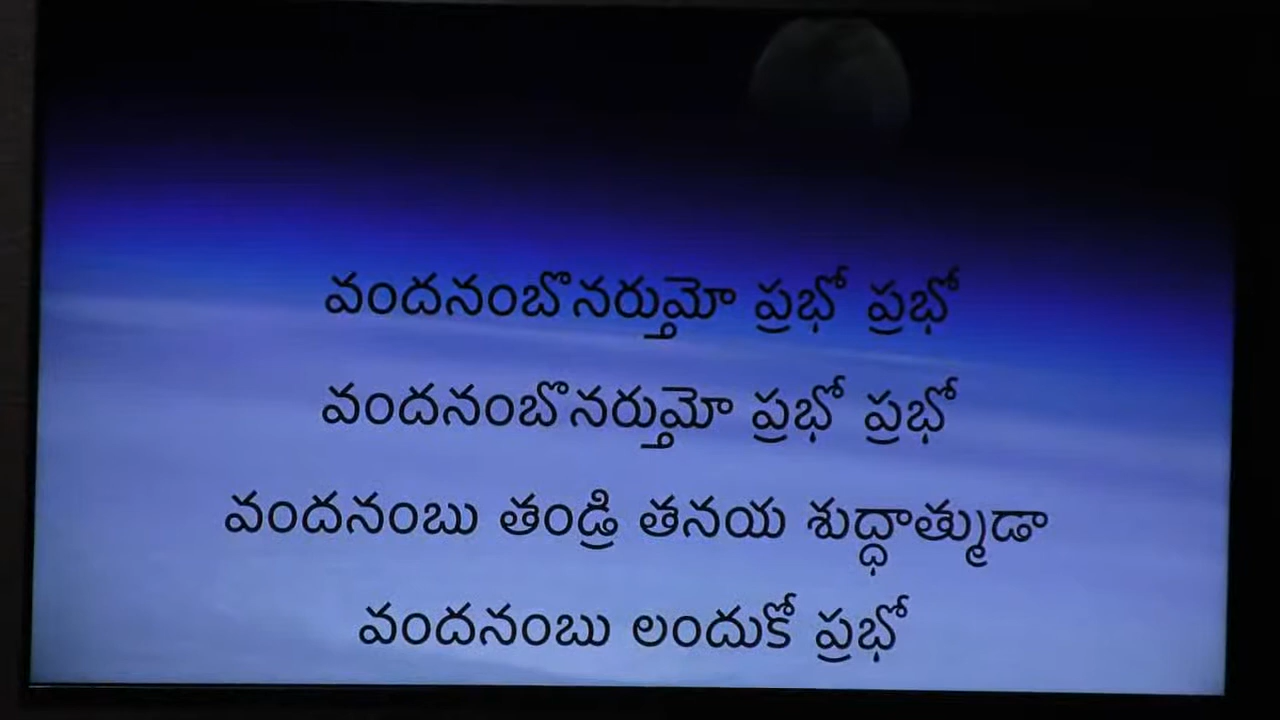 వందనంబొనర్తుమో ప్రభో ప్రభో
వందనంబొనర్తుమో ప్రభో ప్రభో
వందనంబు తండ్రి తనయ శుద్ధాత్ముడా
వందనంబు లందుకో ప్రభో